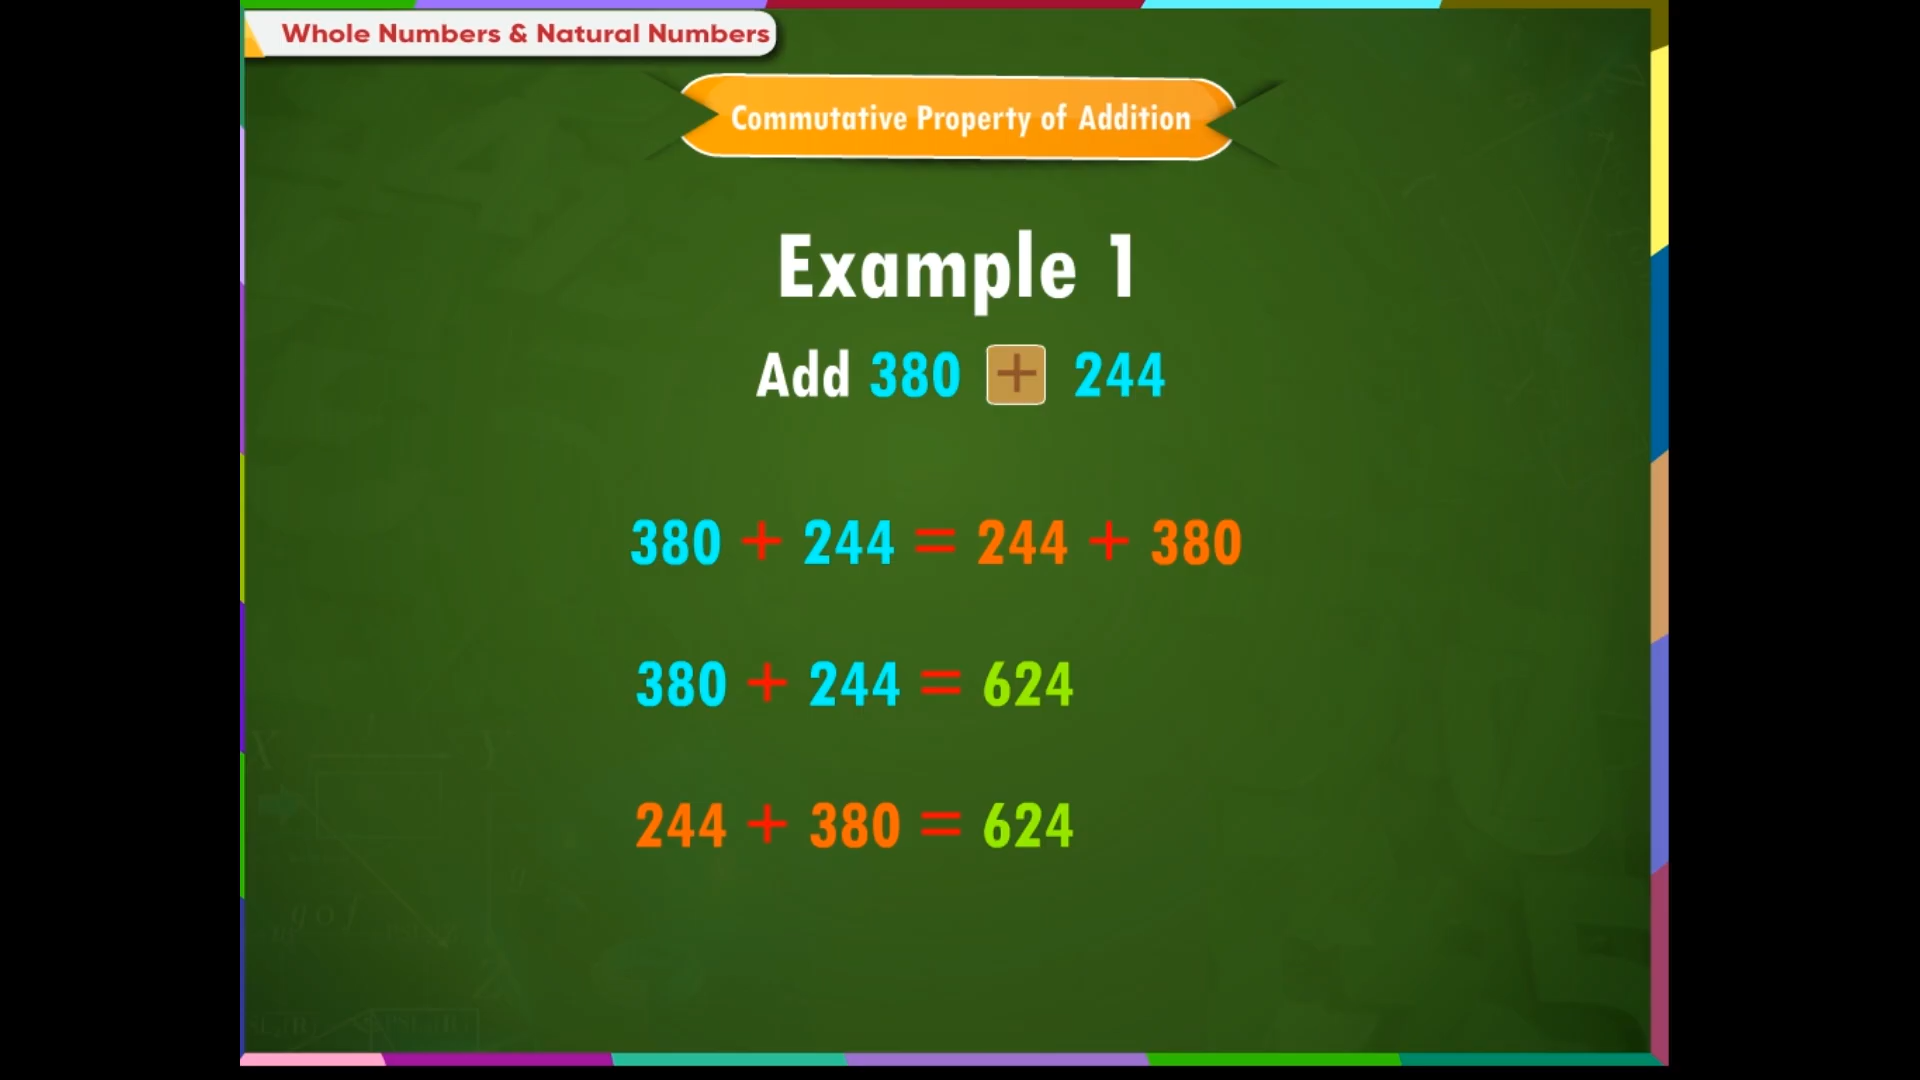 Whole Numbers & Natural Numbers
Commutative Property of Addition
Example 1
Add 380 + 244
380 + 244 = 244 + 380
380 + 244 = 624
244 + 380 = 624